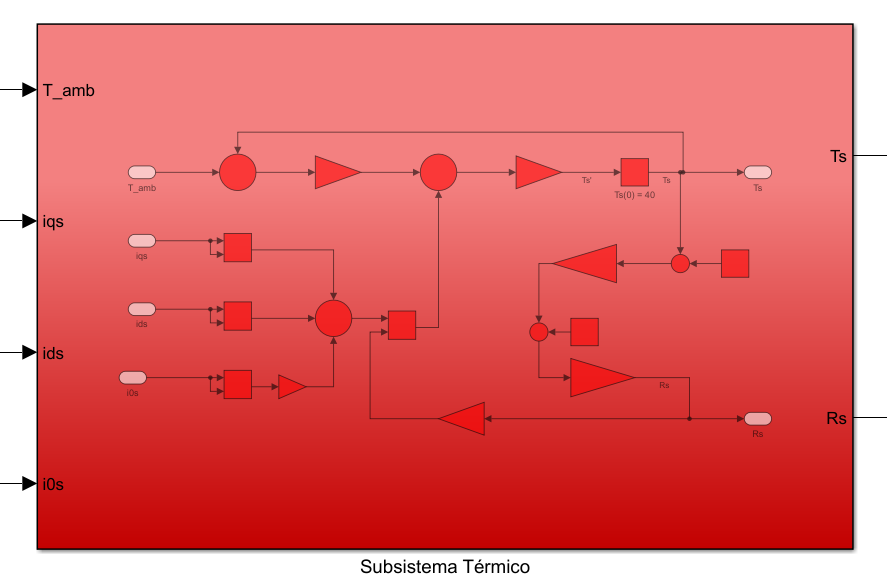 T_amb
iqs
ids
i0s
Ts
Rs
T_amb
Ts'
Ts(0) = 40
Ts
Ts
iqs
ids
i0s
Rs
Rs
Subsistema Térmico